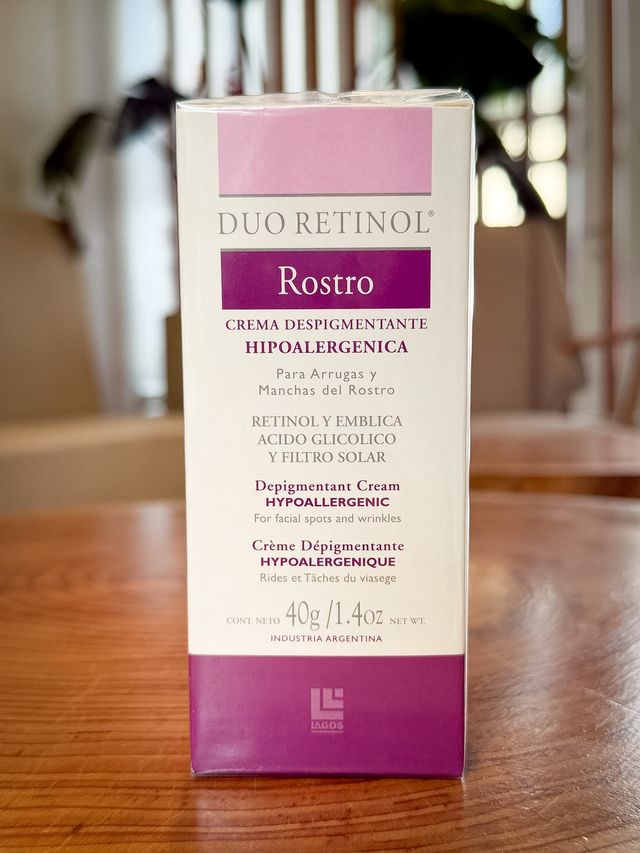 DUO RETINOL®
Rostro
CREMA DESPIGMENTANTE
HIPOALERGENICA
Para Arrugas y
Manchas del Rostro
RETINOL Y EMBLICA
ACIDO GLICOLICO
Y FILTRO SOLAR
Depigmentant Cream
HYPOALLERGENIC
For facial spots and wrinkles
Crème Dépigmentante
HYPOALERGENIQUE
Rides et Tâches du viasege
CONT. NETO 40g /1.4oz NET WT.
INDUSTRIA ARGENTINA
LAGOS